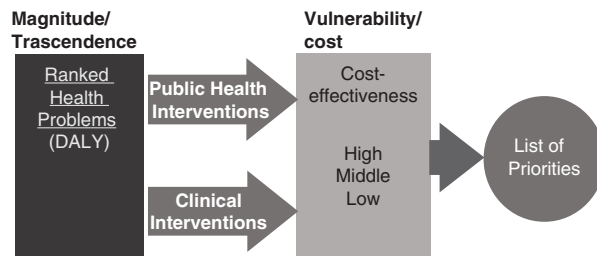 Magnitude/
Trascendence
Ranked
Health
Problems
(DALY)
Public Health
Interventions
Clinical
Interventions
Vulnerability/
cost
Cost-
effectiveness
High
Middle
Low
List of
Priorities